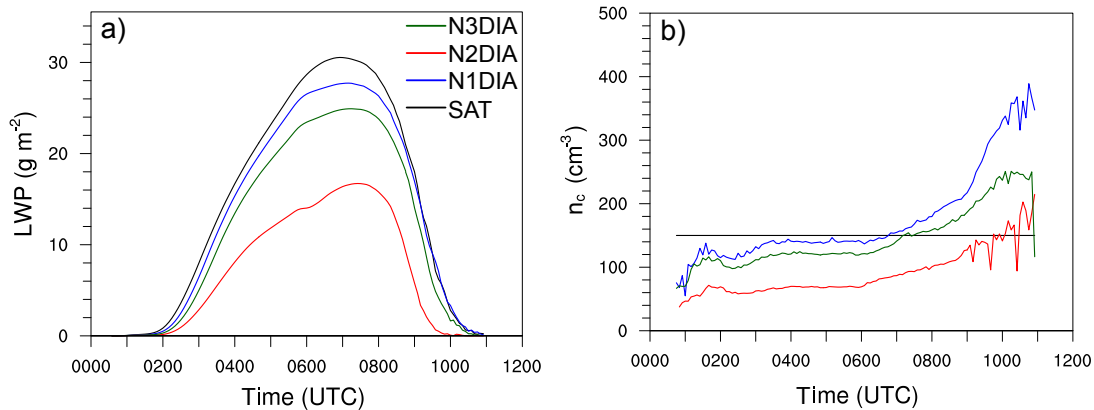 a)
N3DIA
N2DIA
N1DIA
SAT
LWP (g m⁻²)
30
20
10
0
0000 0200 0400 0600 0800 1000 1200
Time (UTC)
b)
n꜀ (cm⁻³)
500
400
300
200
100
0
0000 0200 0400 0600 0800 1000 1200
Time (UTC)